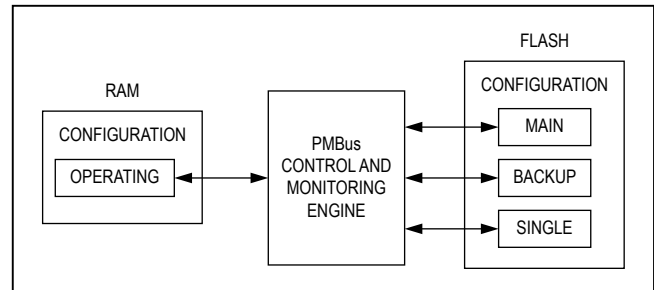 RAM
CONFIGURATION
OPERATING
PMBus
CONTROL AND
MONITORING
ENGINE
FLASH
CONFIGURATION
MAIN
BACKUP
SINGLE